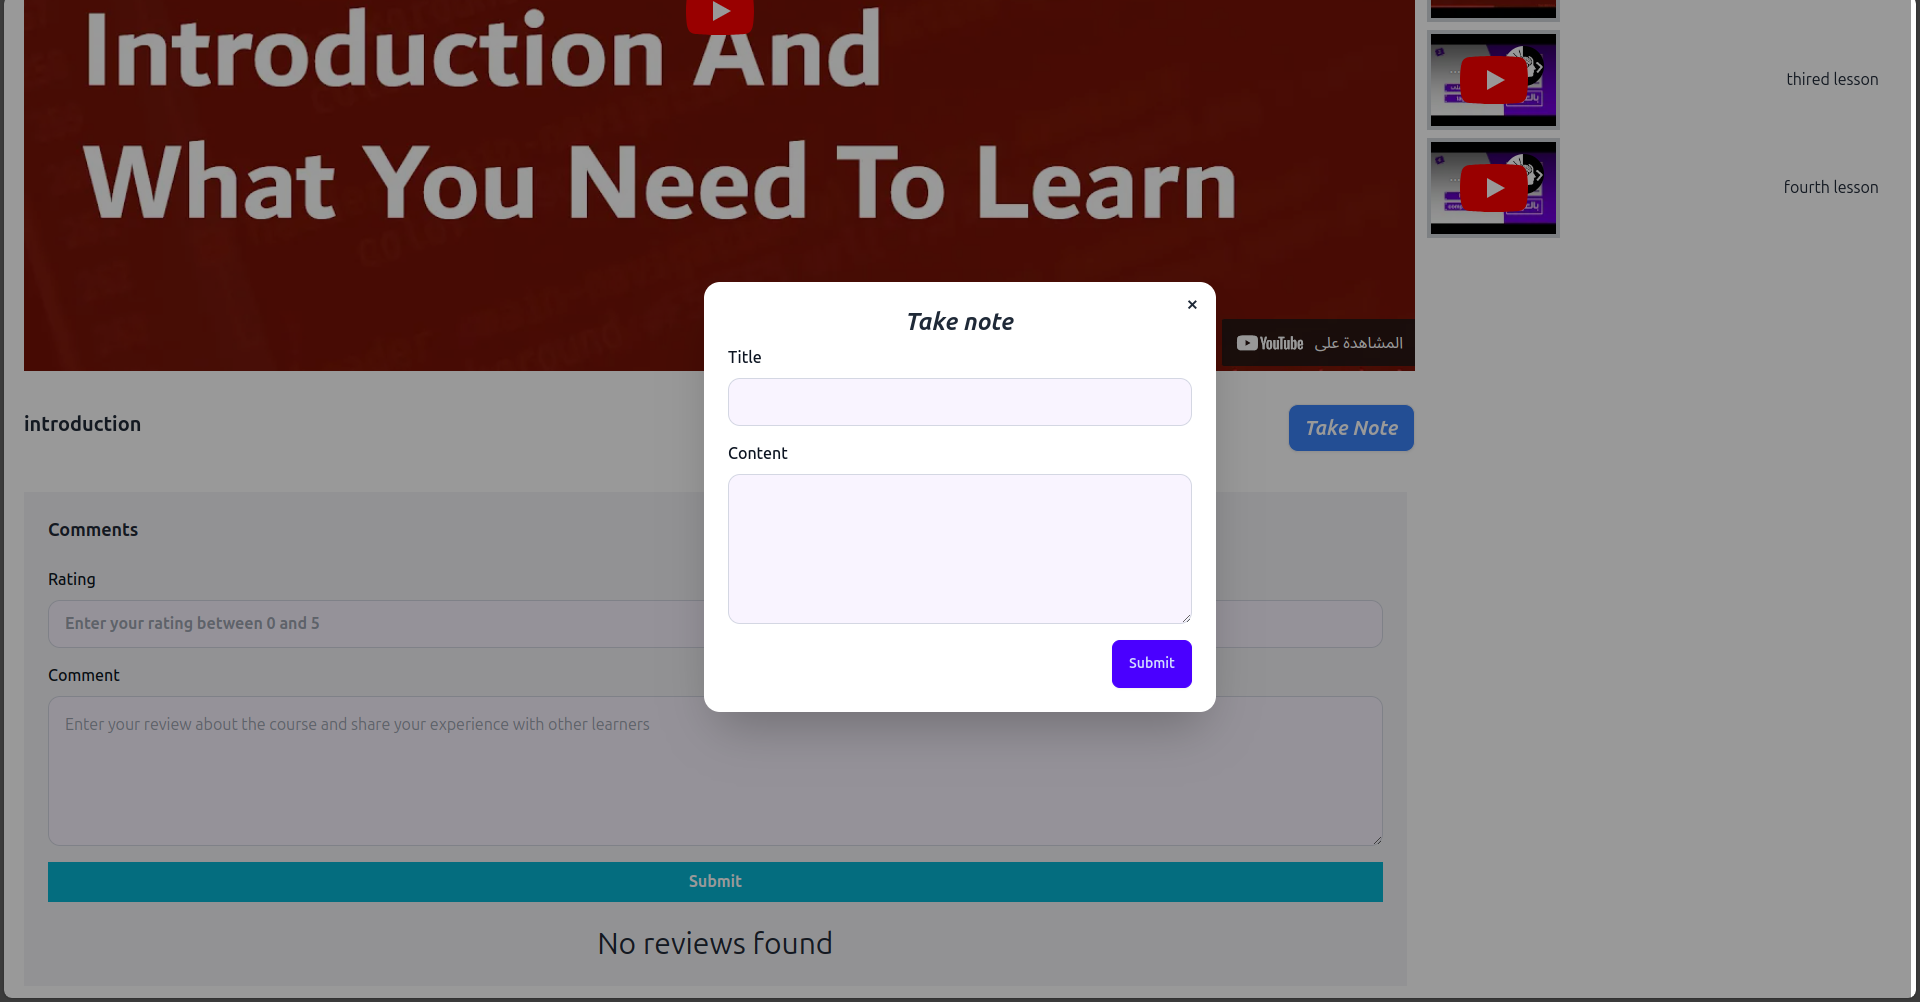 Introduction And
What You Need To Learn
YouTube المشاهدة على
thired lesson
fourth lesson
introduction
Take Note
Comments
Rating
Enter your rating between 0 and 5
Comment
Enter your review about the course and share your experience with other learners
Submit
No reviews found
×
Take note
Title
Content
Submit